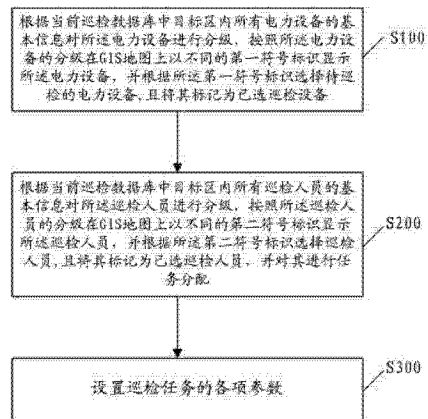 根据当前巡检数据库中目标区内所有电力设备的基
本信息对所述电力设备进行分级，按照所述电力设
备的分级在GIS地图上以不同的第一符号标识显示
所述电力设备，并根据所述第一符号标识选择待
巡检的电力设备，且将其标记为已选巡检设备
S100
根据当前巡检数据库中目标区内所有巡检人员的基
本信息对所述巡检人员进行分级，按照所述巡检人
员的分级在GIS地图上以不同的第二符号标识显示
所述巡检人员，并根据所述第二符号标识选择巡检
人员，且将其标记为已选巡检人员，并对其进行任
务分配
S200
设置巡检任务的各项参数
S300